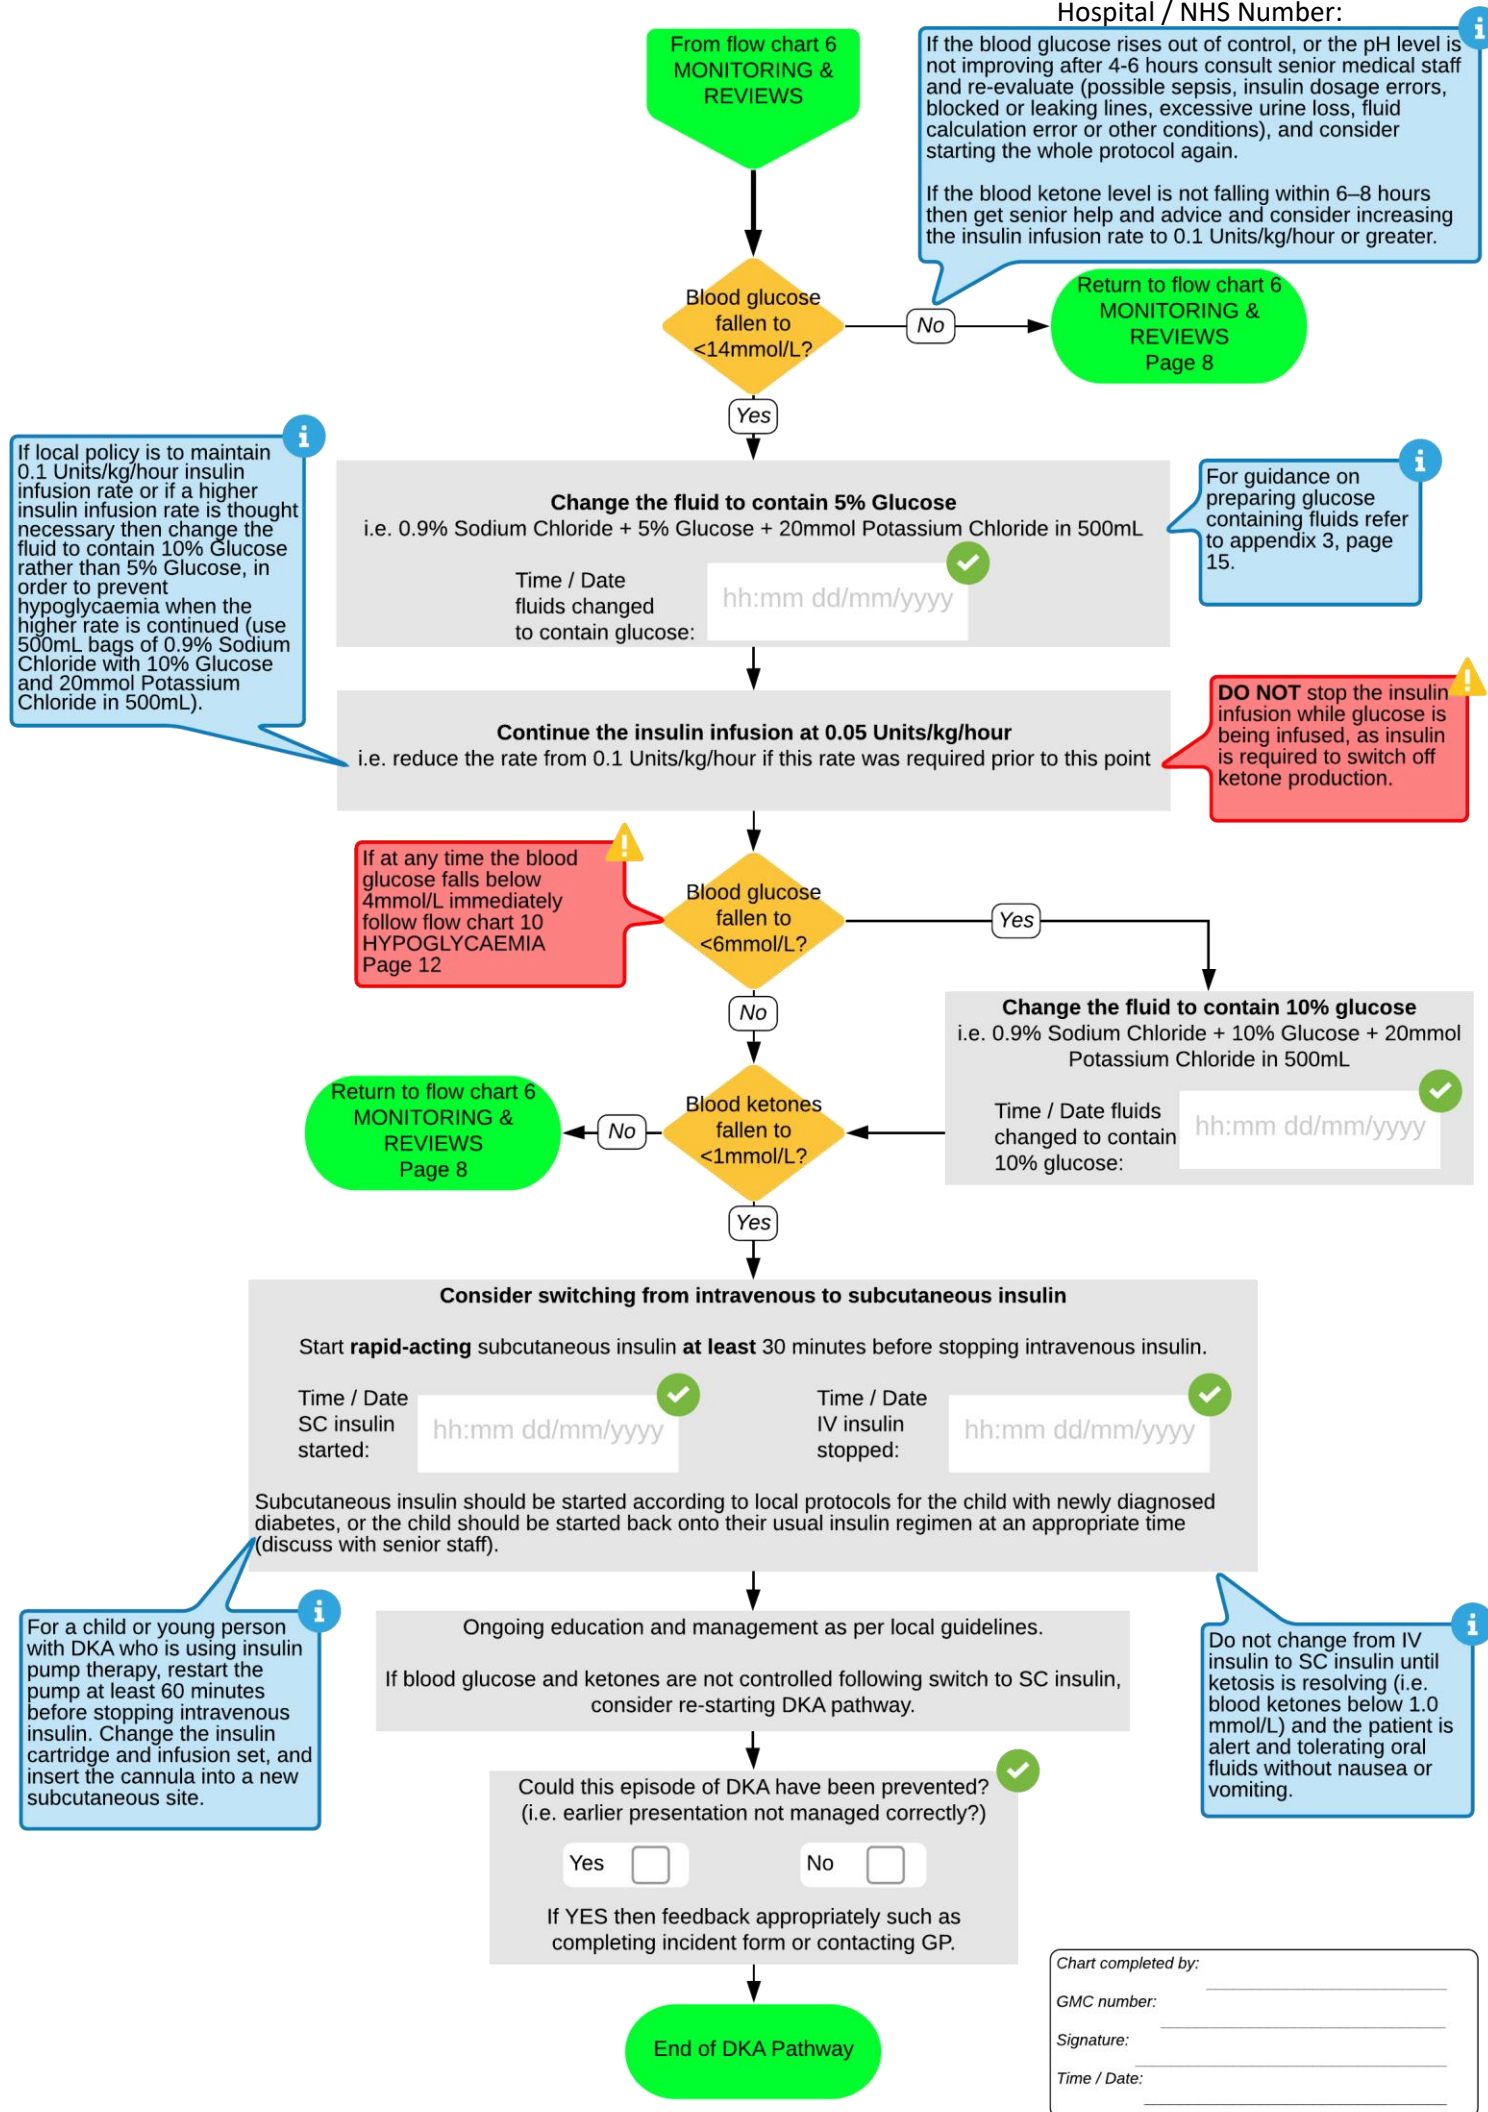 Hospital / NHS Number:
From flow chart 6
MONITORING &
REVIEWS
If the blood glucose rises out of control, or the pH level is
not improving after 4-6 hours consult senior medical staff
and re-evaluate (possible sepsis, insulin dosage errors,
blocked or leaking lines, excessive urine loss, fluid
calculation error or other conditions), and consider
starting the whole protocol again.
If the blood ketone level is not falling within 6–8 hours
then get senior help and advice and consider increasing
the insulin infusion rate to 0.1 Units/kg/hour or greater.
Blood glucose
fallen to
<14mmol/L?
No
Return to flow chart 6
MONITORING &
REVIEWS
Page 8
Yes
If local policy is to maintain
0.1 Units/kg/hour insulin
infusion rate or if a higher
insulin infusion rate is thought
necessary then change the
fluid to contain 10% Glucose
rather than 5% Glucose, in
order to prevent
hypoglycaemia when the
higher rate is continued (use
500mL bags of 0.9% Sodium
Chloride with 10% Glucose
and 20mmol Potassium
Chloride in 500mL).
Change the fluid to contain 5% Glucose
i.e. 0.9% Sodium Chloride + 5% Glucose + 20mmol Potassium Chloride in 500mL
Time / Date
fluids changed
to contain glucose:
hh:mm dd/mm/yyyy
For guidance on
preparing glucose
containing fluids refer
to appendix 3, page
15.
Continue the insulin infusion at 0.05 Units/kg/hour
i.e. reduce the rate from 0.1 Units/kg/hour if this rate was required prior to this point
DO NOT stop the insulin
infusion while glucose is
being infused, as insulin
is required to switch off
ketone production.
If at any time the blood
glucose falls below
4mmol/L immediately
follow flow chart 10
HYPOGLYCAEMIA
Page 12
Blood glucose
fallen to
<6mmol/L?
Yes
No
Change the fluid to contain 10% glucose
i.e. 0.9% Sodium Chloride + 10% Glucose + 20mmol
Potassium Chloride in 500mL
Time / Date fluids
changed to contain
10% glucose:
hh:mm dd/mm/yyyy
Return to flow chart 6
MONITORING &
REVIEWS
Page 8
No
Blood ketones
fallen to
<1mmol/L?
Yes
Consider switching from intravenous to subcutaneous insulin
Start rapid-acting subcutaneous insulin at least 30 minutes before stopping intravenous insulin.
Time / Date
SC insulin
started:
hh:mm dd/mm/yyyy
Time / Date
IV insulin
stopped:
hh:mm dd/mm/yyyy
Subcutaneous insulin should be started according to local protocols for the child with newly diagnosed
diabetes, or the child should be started back onto their usual insulin regimen at an appropriate time
(discuss with senior staff).
For a child or young person
with DKA who is using insulin
pump therapy, restart the
pump at least 60 minutes
before stopping intravenous
insulin. Change the insulin
cartridge and infusion set, and
insert the cannula into a new
subcutaneous site.
Ongoing education and management as per local guidelines.
If blood glucose and ketones are not controlled following switch to SC insulin,
consider re-starting DKA pathway.
Do not change from IV
insulin to SC insulin until
ketosis is resolving (i.e.
blood ketones below 1.0
mmol/L) and the patient is
alert and tolerating oral
fluids without nausea or
vomiting.
Could this episode of DKA have been prevented?
(i.e. earlier presentation not managed correctly?)
Yes
No
If YES then feedback appropriately such as
completing incident form or contacting GP.
End of DKA Pathway
Chart completed by:
GMC number:
Signature:
Time / Date: